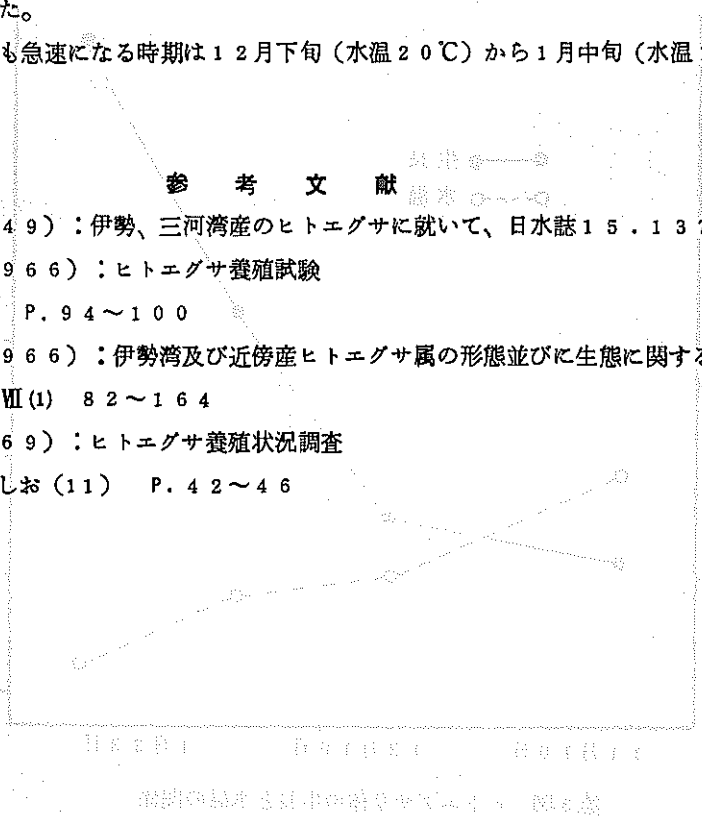 た。
も急速になる時期は12月下旬(水温20℃)から1月中旬(水温
参考文献
49):伊勢、三河湾産のヒトエグサに就いて、日水誌15.13
966):ヒトエグサ養殖試験
P.94~100
966):伊勢湾及び近傍産ヒトエグサ属の形態並びに生態に関する
Ⅶ(1) 82~164
69):ヒトエグサ養殖状況調査
しお(11) P.42~46